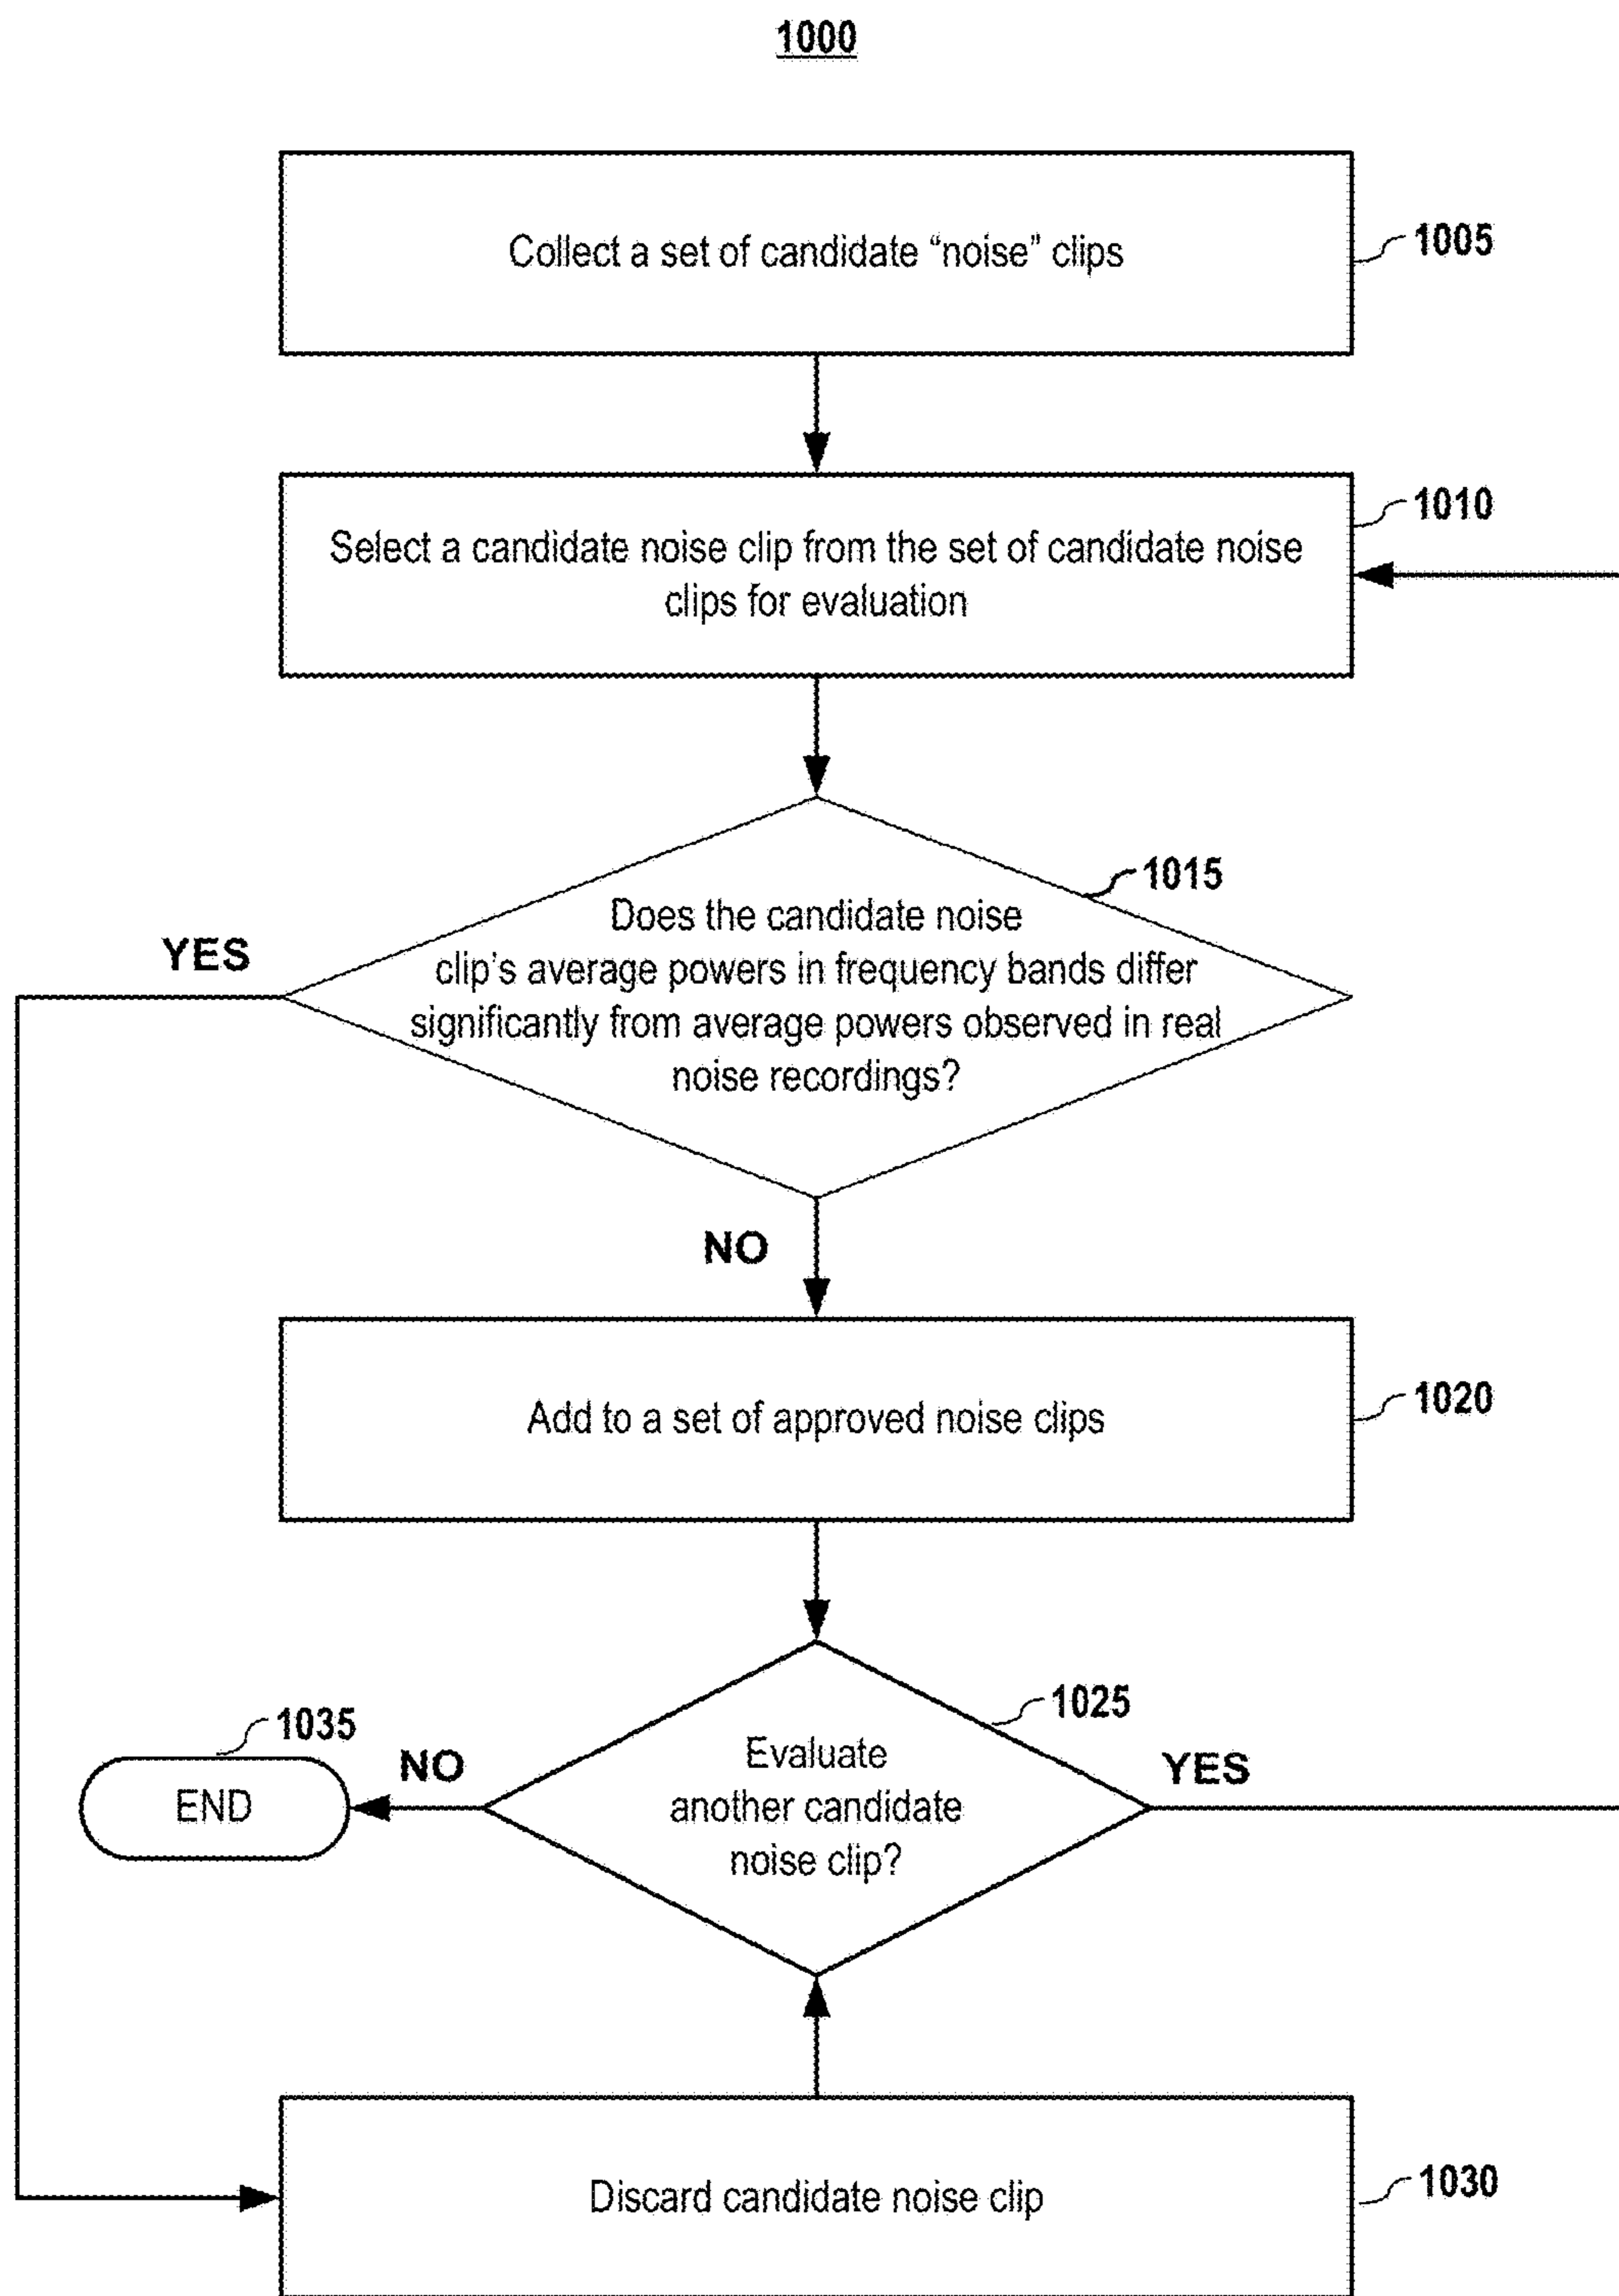 1000
Collect a set of candidate “noise” clips
1005
Select a candidate noise clip from the set of candidate noise
clips for evaluation
1010
1015
Does the candidate noise
clip's average powers in frequency bands differ
significantly from average powers observed in real
noise recordings?
YES
NO
Add to a set of approved noise clips
1020
1035
END
NO
1025
Evaluate
another candidate
noise clip?
YES
Discard candidate noise clip
1030